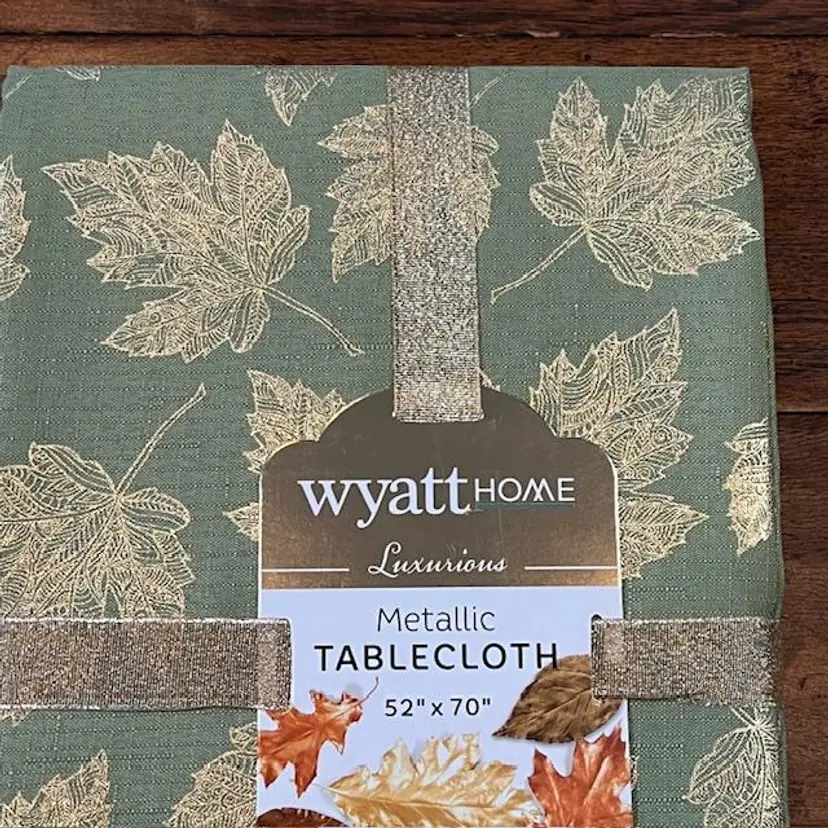 wyatt HOME
Luxurious
Metallic
TABLECLOTH
52" x 70"